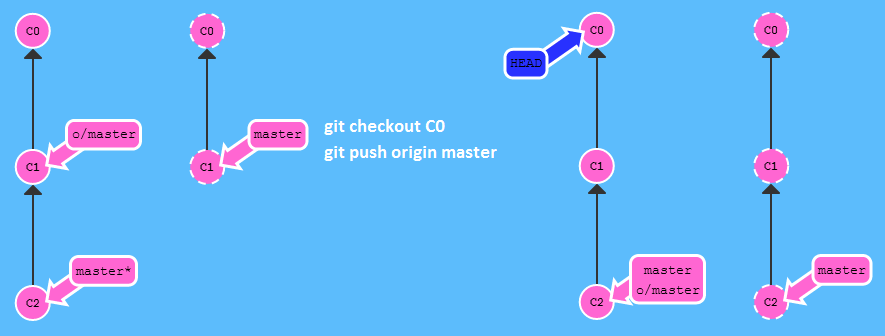 C0
C0
o/master
master
C1
C1
master*
C2
git checkout C0
git push origin master
C0
C0
HEAD
C1
C1
master
o/master
master
C2
C2